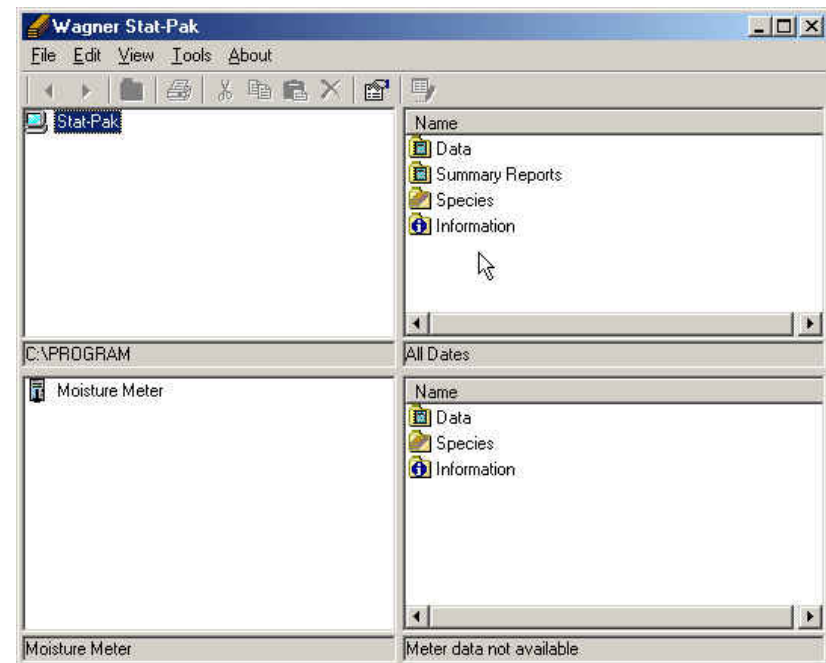 Wagner Stat-Pak
File Edit View Tools About
Stat-Pak
Name
Data
Summary Reports
Species
Information
C:\PROGRAM
All Dates
Moisture Meter
Name
Data
Species
Information
Moisture Meter
Meter data not available